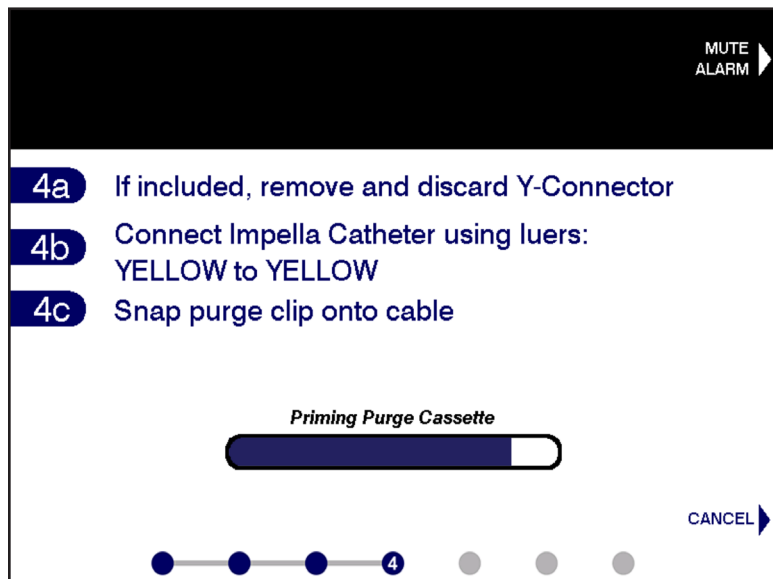 MUTE
ALARM
4a If included, remove and discard Y-Connector
4b Connect Impella Catheter using luers:
YELLOW to YELLOW
4c Snap purge clip onto cable
Priming Purge Cassette
CANCEL
4